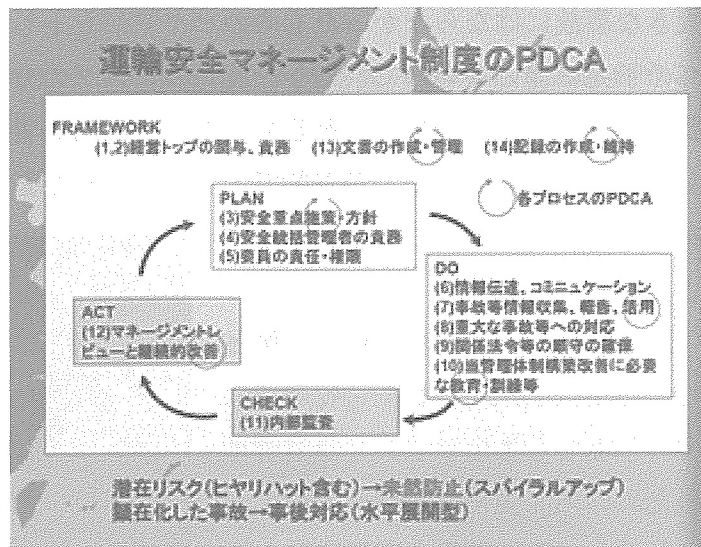 運輸安全マネージメント制度のPDCA
FRAMEWORK
(1,2)経営トップの関与、責務 (13)文書の作成・管理 (14)記録の作成・維持
各プロセスのPDCA
PLAN
(3)安全重点施策・方針
(4)安全統括管理者の責務
(5)要員の責任・権限
DO
(6)情報伝達、コミニュケーション
(7)事故等情報収集、報告、活用
(8)重大な事故等への対応
(9)関係法令等の順守の確保
(10)当管理体制構築改善に必要
な教育・訓練等
ACT
(12)マネージメントレ
ビューと継続的改善
CHECK
(11)内部監査
潜在リスク(ヒヤリハット含む)→未然防止(スパイラルアップ)
顕在化した事故→事後対応(水平展開型)